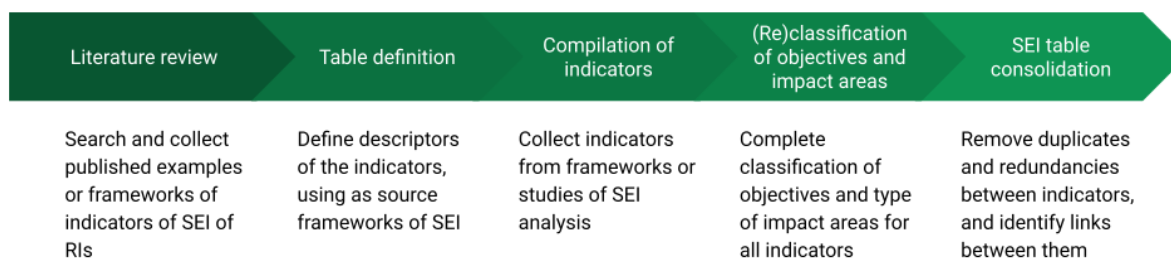 Literature review
Table definition
Compilation of
indicators
(Re)classification
of objectives and
impact areas
SEI table
consolidation
Search and collect
published examples
or frameworks of
indicators of SEI of
RIs
Define descriptors
of the indicators,
using as source
frameworks of SEI
Collect indicators
from frameworks or
studies of SEI
analysis
Complete
classification of
objectives and type
of impact areas for
all indicators
Remove duplicates
and redundancies
between indicators,
and identify links
between them